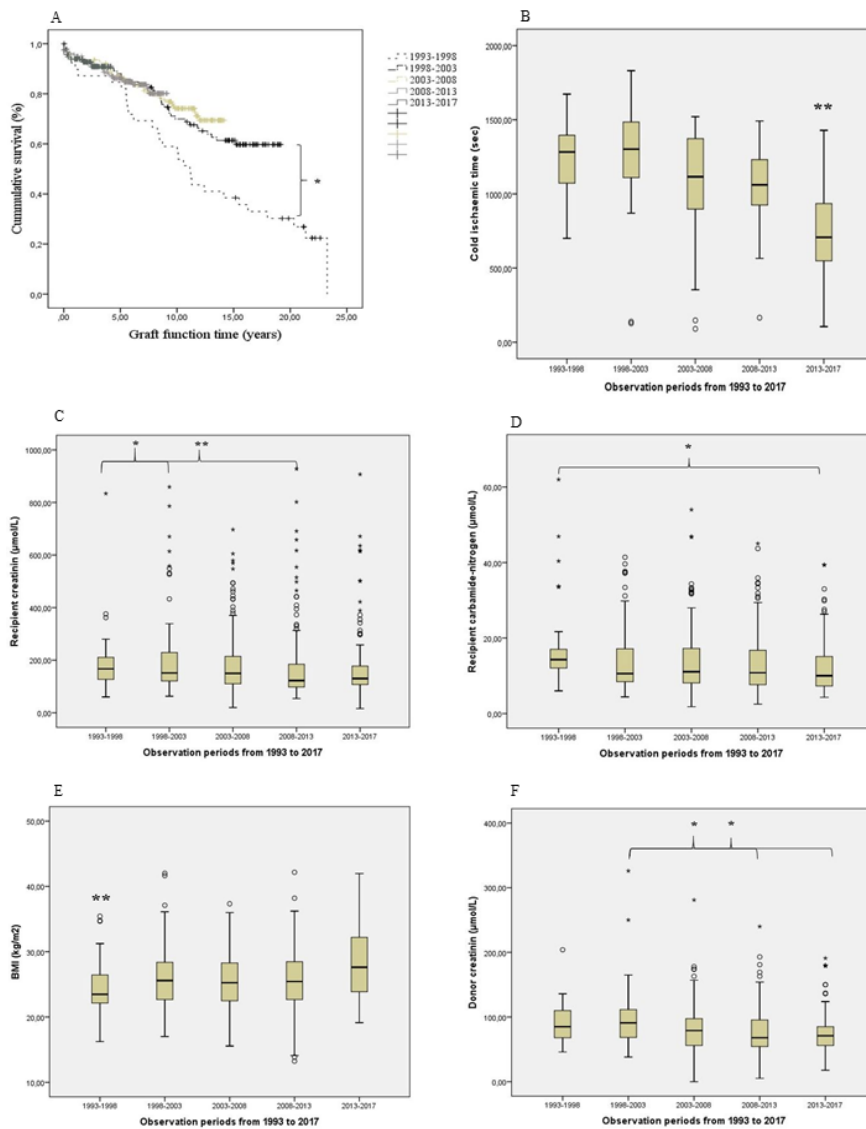 A
Cummulative survival (%)
1,0
0,8
0,6
0,4
0,2
0,0
,00 5,00 10,00 15,00 20,00 25,00
Graft function time (years)
*
1993-1998
1998-2003
2003-2008
2008-2013
2013-2017
B
Cold ischaemic time (sec)
2000,00
1500,00
1000,00
500,00
,00
**
1993-1998 1998-2003 2003-2008 2008-2013 2013-2017
Observation periods from 1993 to 2017
C
Recipient creatinin (µmol/L)
1000,00
800,00
600,00
400,00
200,00
,00
* **
1993-1998 1998-2003 2003-2008 2008-2013 2013-2017
Observation periods from 1993 to 2017
D
Recipient carbamide-nitrogen (µmol/L)
60,00
40,00
20,00
,00
*
1993-1998 1998-2003 2003-2008 2008-2013 2013-2017
Observation periods from 1993 to 2017
E
BMI (kg/m2)
50,00
40,00
30,00
20,00
10,00
**
1993-1998 1998-2003 2003-2008 2008-2013 2013-2017
Observation periods from 1993 to 2017
F
Donor creatinin (µmol/L)
400,00
300,00
200,00
100,00
,00
* *
1993-1998 1998-2003 2003-2008 2008-2013 2013-2017
Observation periods from 1993 to 2017